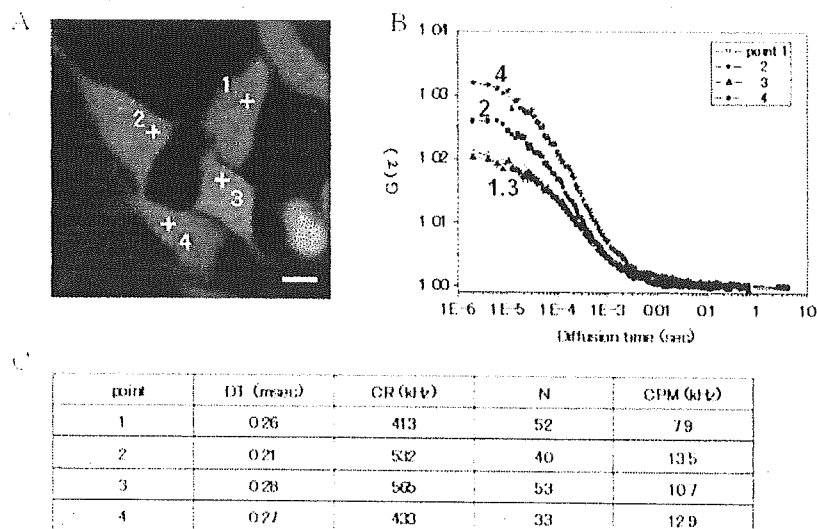 A
1
2
3
4
B
1.04
1.03
1.02
1.01
1.00
G(τ)
4
2
1.3
point 1
2
3
4
1E-6 1E-5 1E-4 1E-3 0.01 0.1 1 10
Diffusion time (sec)
C
point DT (msec) CR (kHz) N CPM (kHz)
1 0.26 413 52 7.9
2 0.21 532 40 13.5
3 0.28 565 53 10.7
4 0.27 433 33 12.9